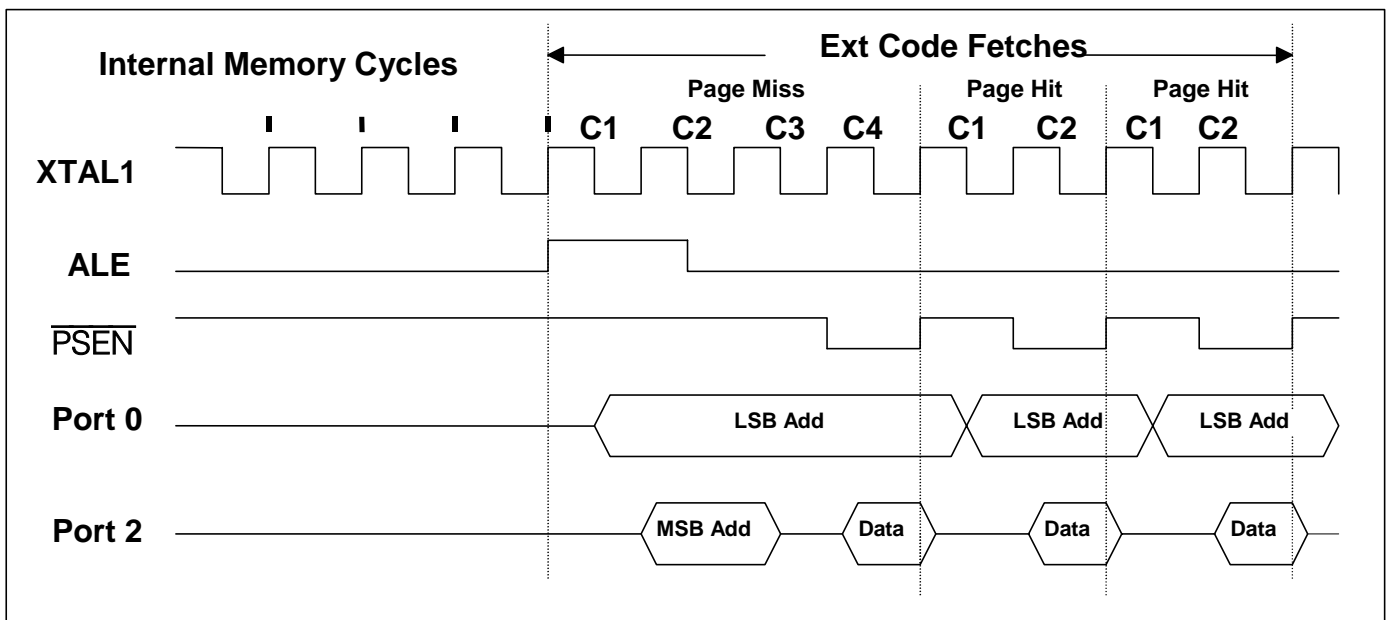 Internal Memory Cycles
Ext Code Fetches
Page Miss
Page Hit
Page Hit
C1 C2 C3 C4 C1 C2 C1 C2
XTAL1
ALE
PSEN
Port 0
LSB Add
LSB Add
LSB Add
Port 2
MSB Add
Data
Data
Data